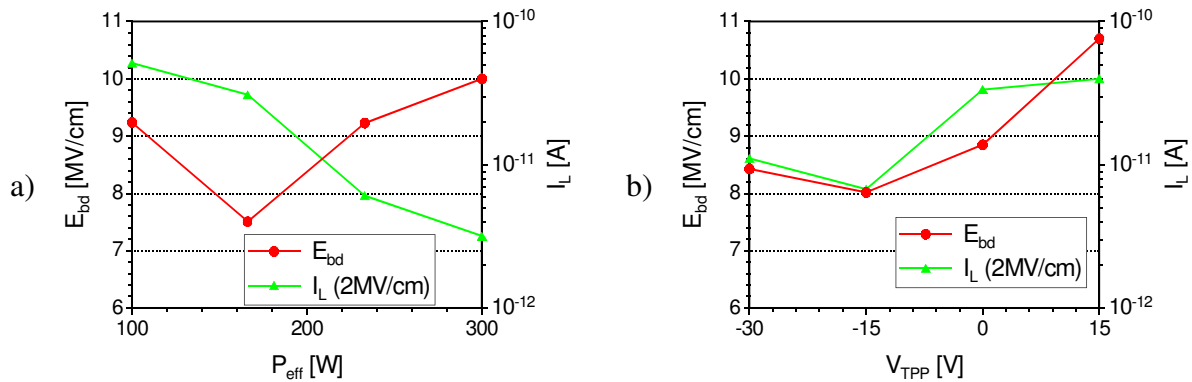 a)
E_bd [MV/cm]
11
10
9
8
7
6
10^-10
10^-11
10^-12
I_L [A]
E_bd
I_L (2MV/cm)
100
200
300
P_eff [W]
b)
E_bd [MV/cm]
11
10
9
8
7
6
10^-10
10^-11
10^-12
I_L [A]
E_bd
I_L (2MV/cm)
-30
-15
0
15
V_TPP [V]